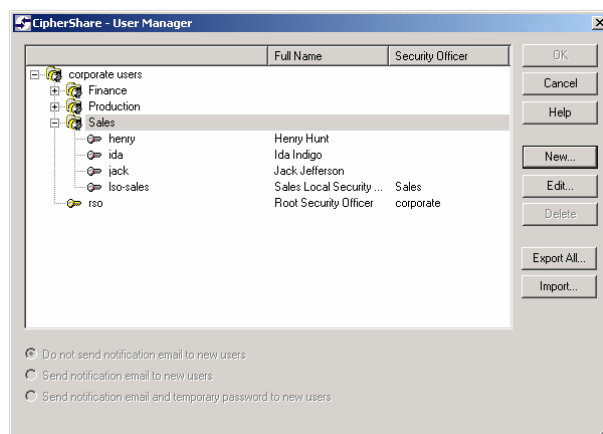 CipherShare - User Manager
Full Name Security Officer
corporate users
Finance
Production
Sales
henry Henry Hunt
ida Ida Indigo
jack Jack Jefferson
lso-sales Sales Local Security ... Sales
rso Root Security Officer corporate
OK
Cancel
Help
New...
Edit...
Delete
Export All...
Import...
Do not send notification email to new users
Send notification email to new users
Send notification email and temporary password to new users